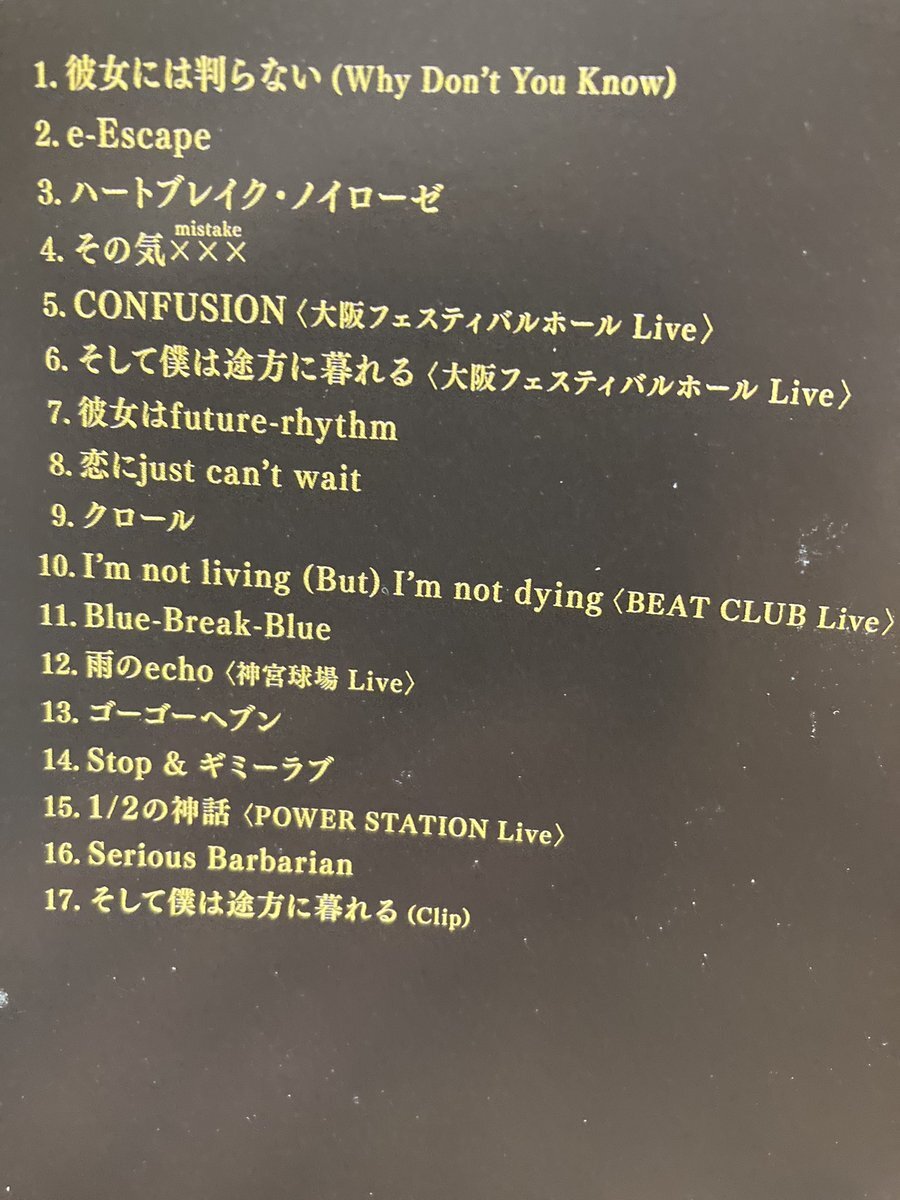 1. 彼女には判らない (Why Don't You Know)
2. e-Escape
3. ハートブレイク・ノイローゼ
mistake
4. その気×××
5. CONFUSION 〈大阪フェスティバルホール Live〉
6. そして僕は途方に暮れる 〈大阪フェスティバルホール Live〉
7. 彼女はfuture-rhythm
8. 恋にjust can't wait
9. クロール
10. I'm not living (But) I'm not dying 〈BEAT CLUB Live〉
11. Blue-Break-Blue
12. 雨のecho 〈神宮球場 Live〉
13. ゴーゴーヘブン
14. Stop & ギミーラブ
15. 1/2の神話 〈POWER STATION Live〉
16. Serious Barbarian
17. そして僕は途方に暮れる (Clip)